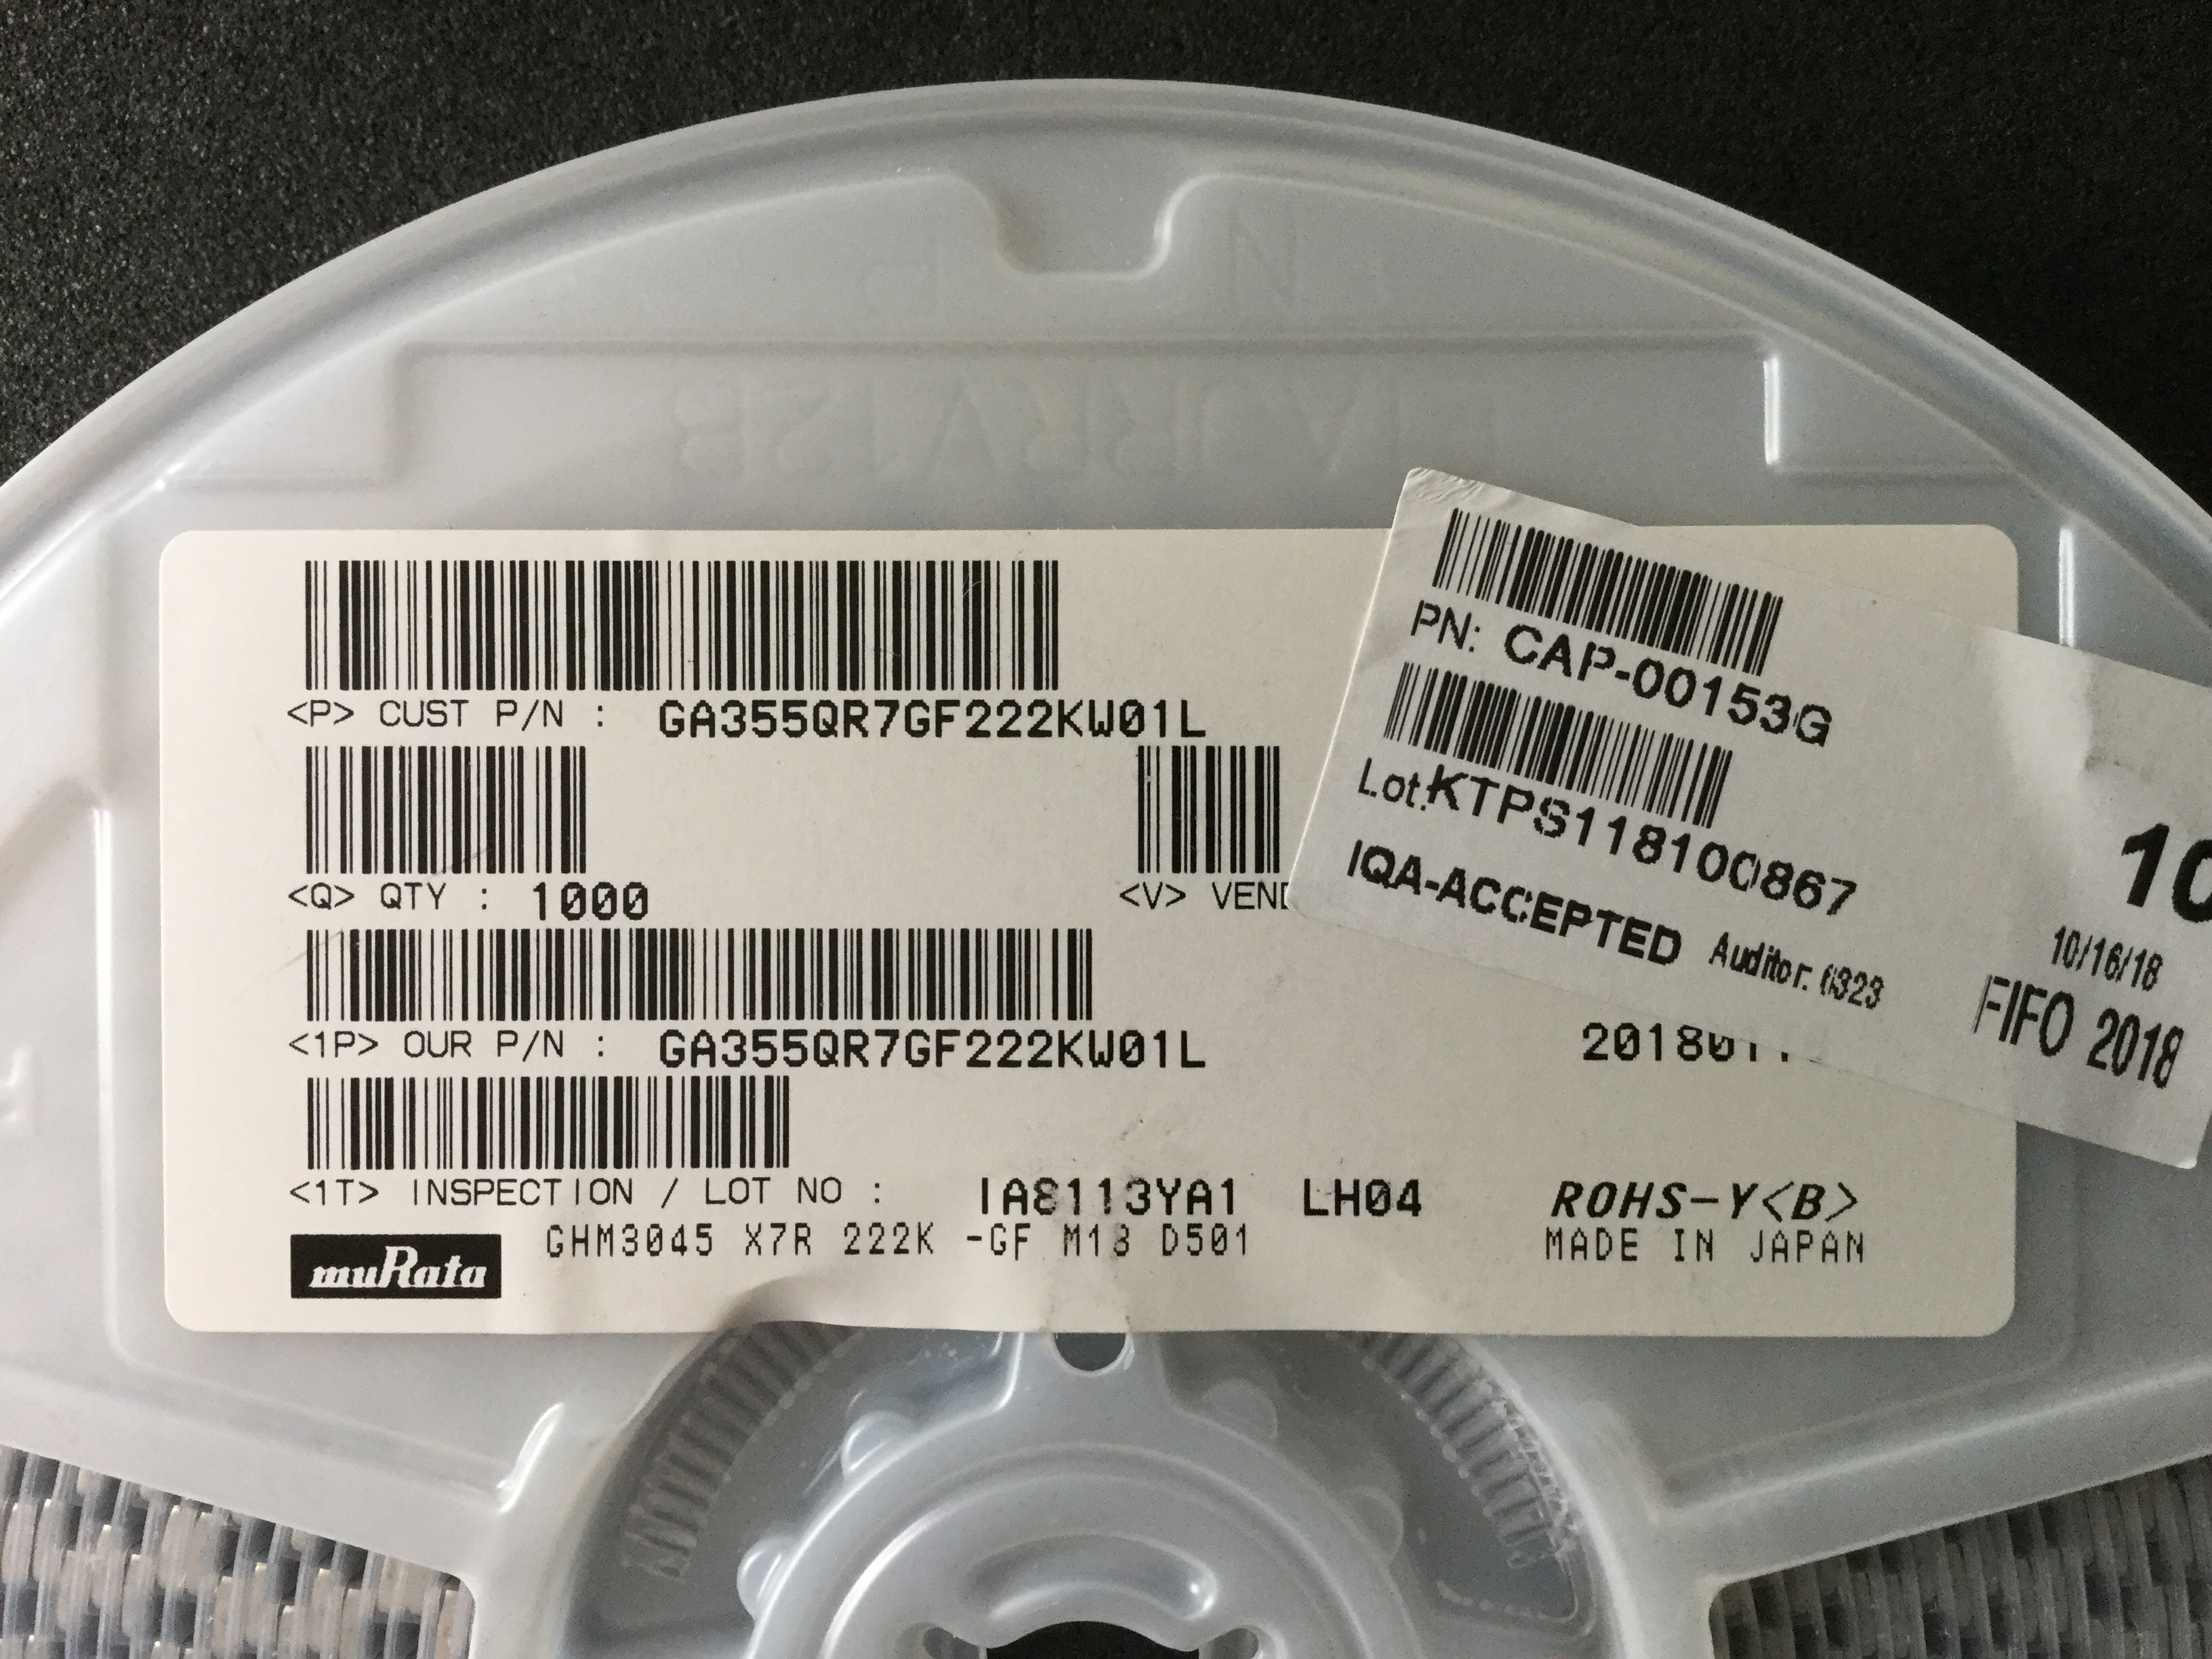 <P> CUST P/N : GA355QR7GF222KW01L
<Q> QTY : 1000
<V>
<1P> OUR P/N : GA355QR7GF222KW01L
<1T> INSPECTION / LOT NO : IA8113YA1 LH04
ROHS-Y<B>
muRata
GHM3045 X7R 222K -GF M13 D501
MADE IN JAPAN
PN: CAP-00153G
Lot:KTPS118100867
IQA-ACCEPTED Auditor:
10/16/18
FIFO 2018